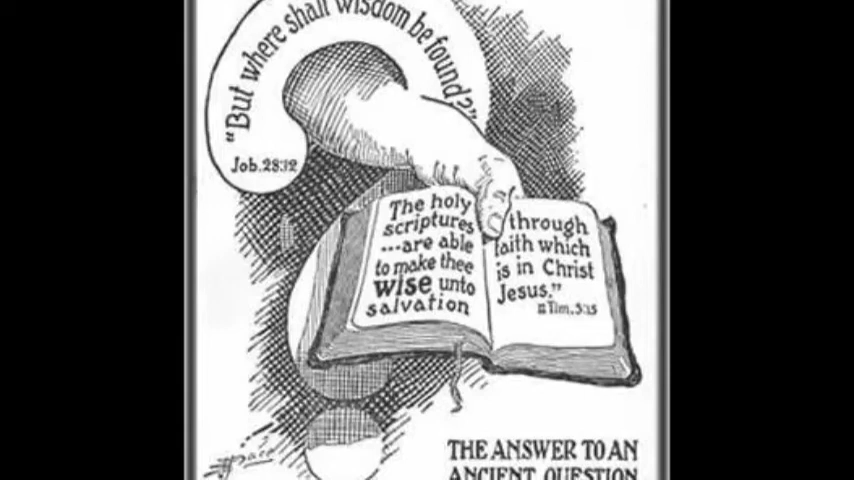 "But where shall wisdom be found?"
Job. 28:12
The holy
scriptures
...are able
to make thee
wise unto
salvation
through
faith which
is in Christ
Jesus."
II Tim. 3:15
THE ANSWER TO AN
ANCIENT QUESTION